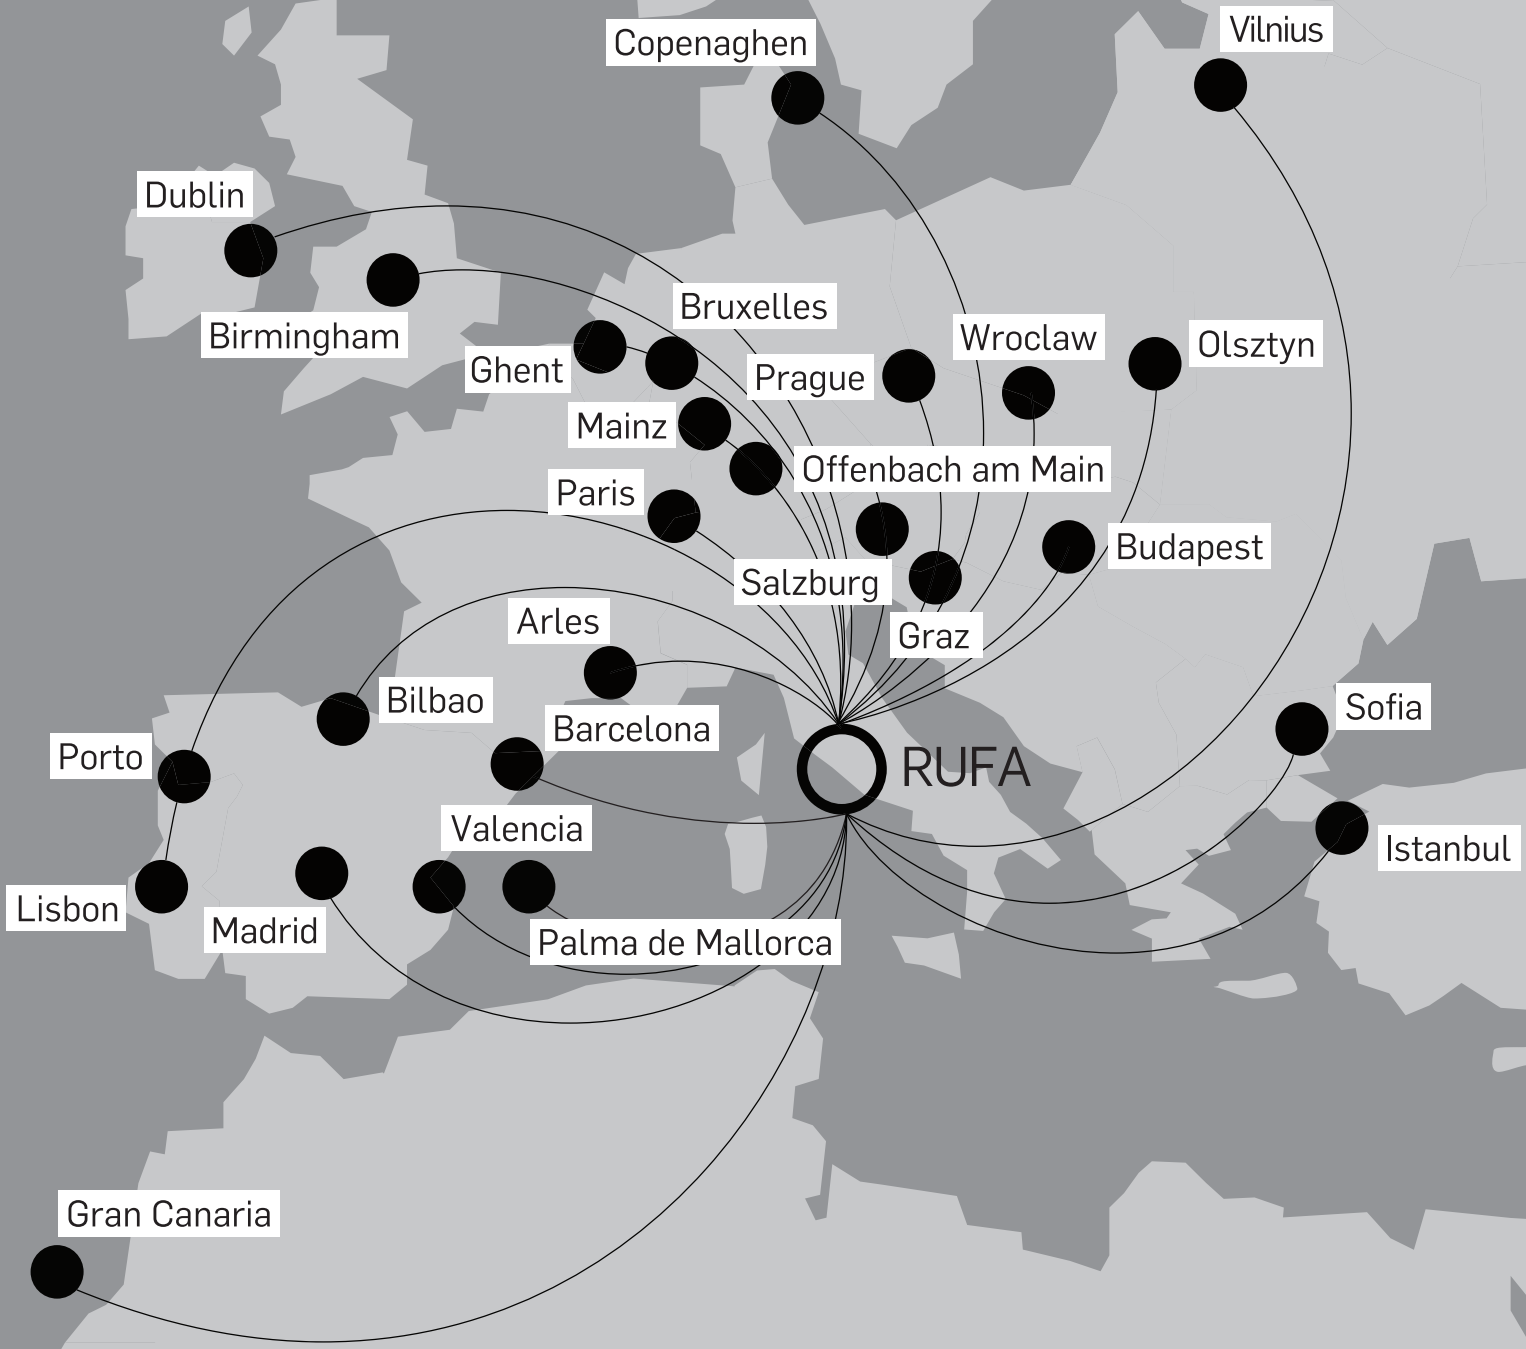 Vilnius
Copenaghen
Dublin
Bruxelles
Birmingham
Wroclaw
Olsztyn
Ghent
Prague
Mainz
Offenbach am Main
Paris
Budapest
Salzburg
Arles
Graz
Bilbao
Sofia
Barcelona
Porto
RUFA
Valencia
Istanbul
Lisbon
Madrid
Palma de Mallorca
Gran Canaria